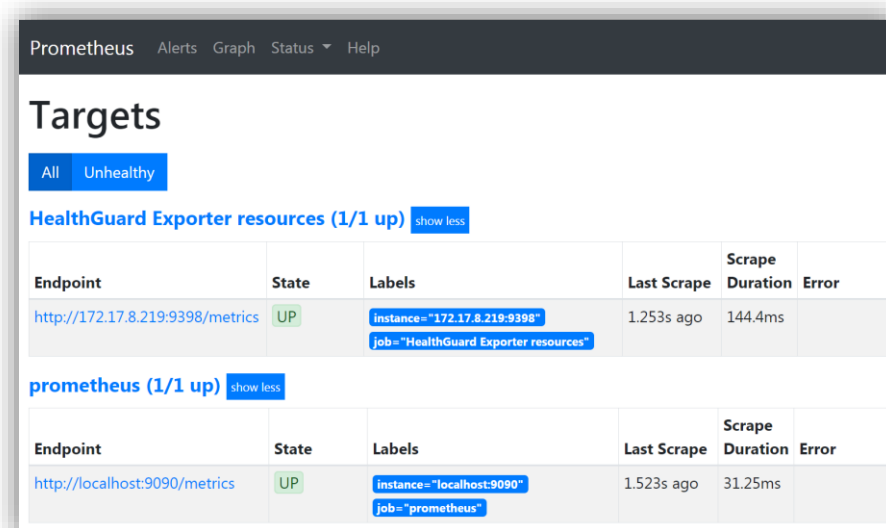 Prometheus Alerts Graph Status Help
Targets
All Unhealthy
HealthGuard Exporter resources (1/1 up) show less
Endpoint State Labels Last Scrape Scrape Duration Error
http://172.17.8.219:9398/metrics UP instance="172.17.8.219:9398" 1.253s ago 144.4ms
job="HealthGuard Exporter resources"
prometheus (1/1 up) show less
Endpoint State Labels Last Scrape Scrape Duration Error
http://localhost:9090/metrics UP instance="localhost:9090" 1.523s ago 31.25ms
job="prometheus"